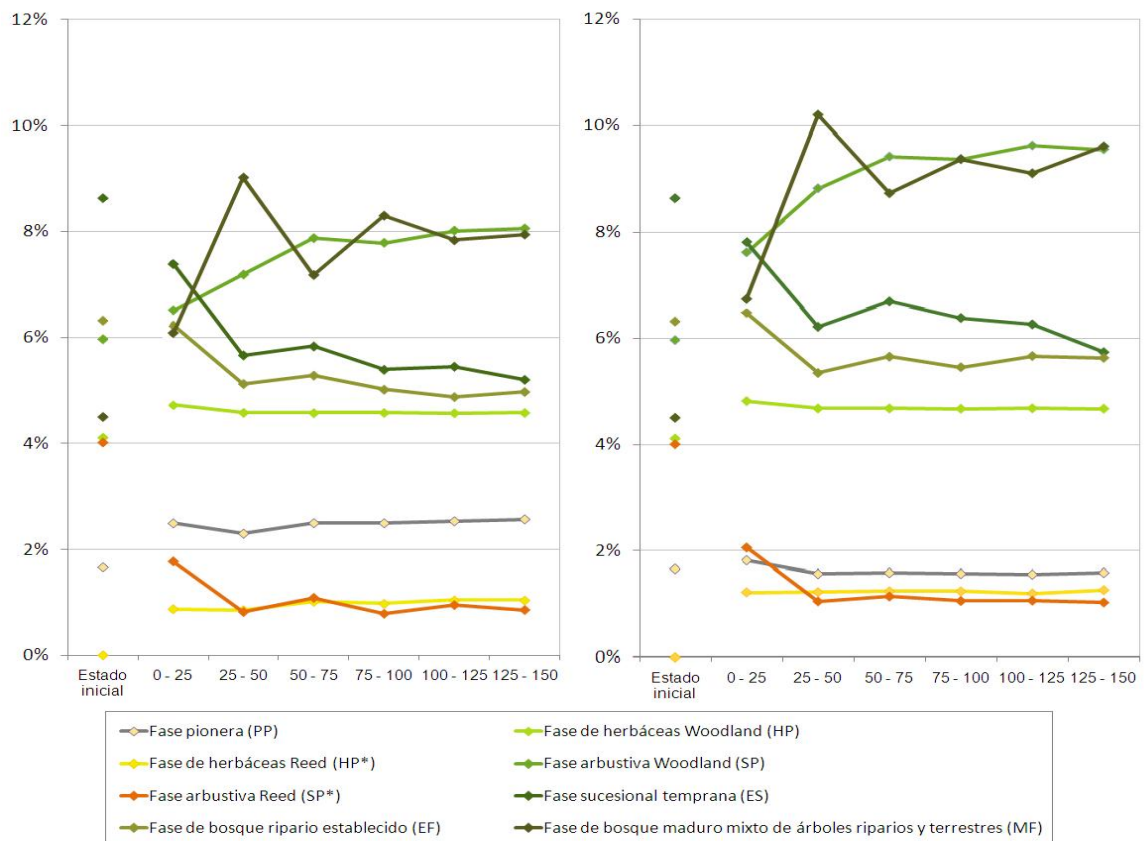 12%
10%
8%
6%
4%
2%
0%
Estado inicial
0 - 25
25 - 50
50 - 75
75 - 100
100 - 125
125 - 150
12%
10%
8%
6%
4%
2%
0%
Estado inicial
0 - 25
25 - 50
50 - 75
75 - 100
100 - 125
125 - 150
Fase pionera (PP)
Fase de herbáceas Woodland (HP)
Fase de herbáceas Reed (HP*)
Fase arbustiva Woodland (SP)
Fase arbustiva Reed (SP*)
Fase sucesional temprana (ES)
Fase de bosque ripario establecido (EF)
Fase de bosque maduro mixto de árboles riparios y terrestres (MF)